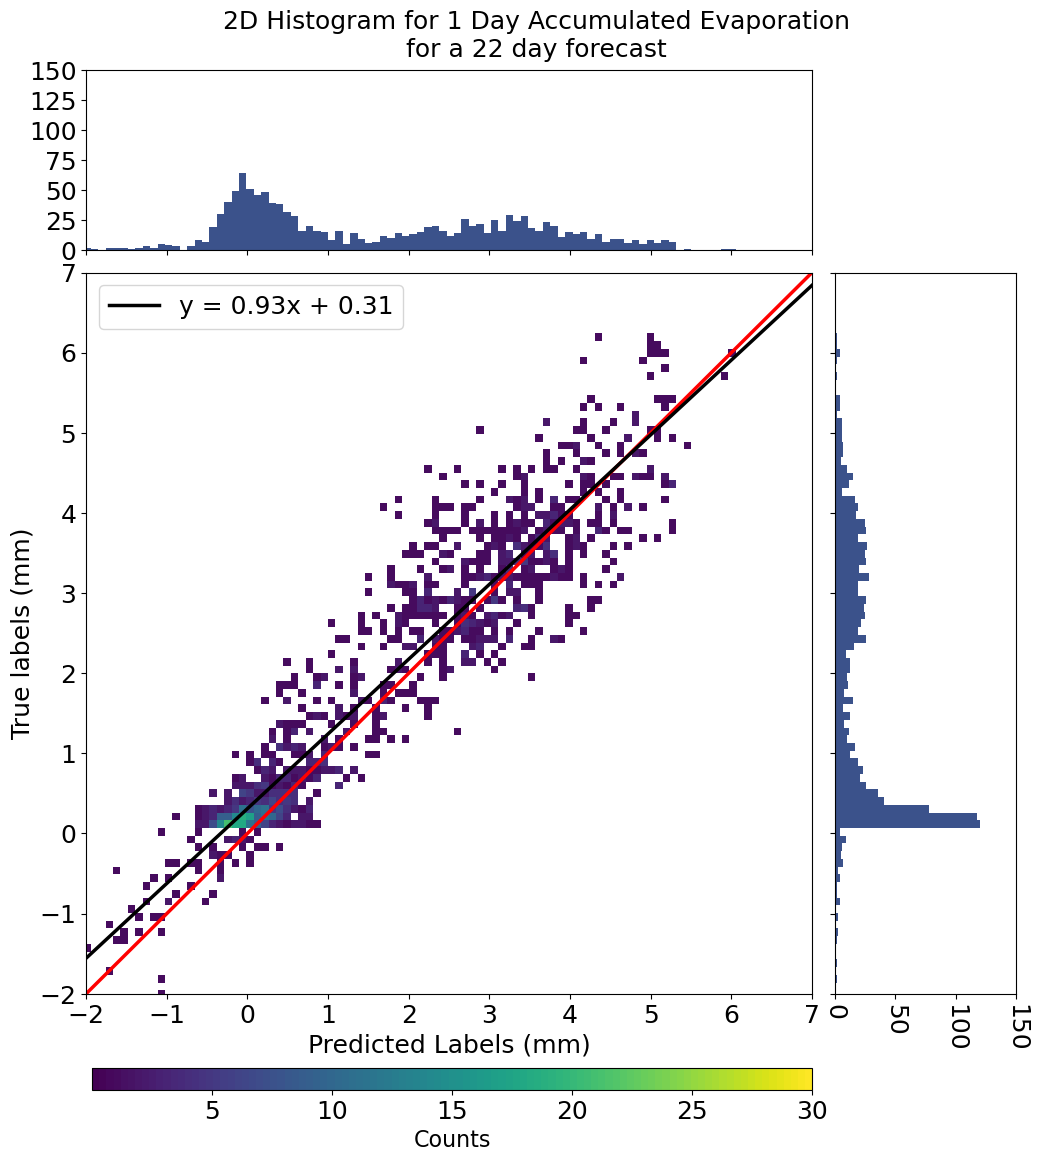 2D Histogram for 1 Day Accumulated Evaporation
for a 22 day forecast
150
125
100
75
50
25
0
7
6
5
4
3
2
1
0
−1
−2
True labels (mm)
y = 0.93x + 0.31
−2 −1 0 1 2 3 4 5 6 7
Predicted Labels (mm)
0 50 100 150
5 10 15 20 25 30
Counts